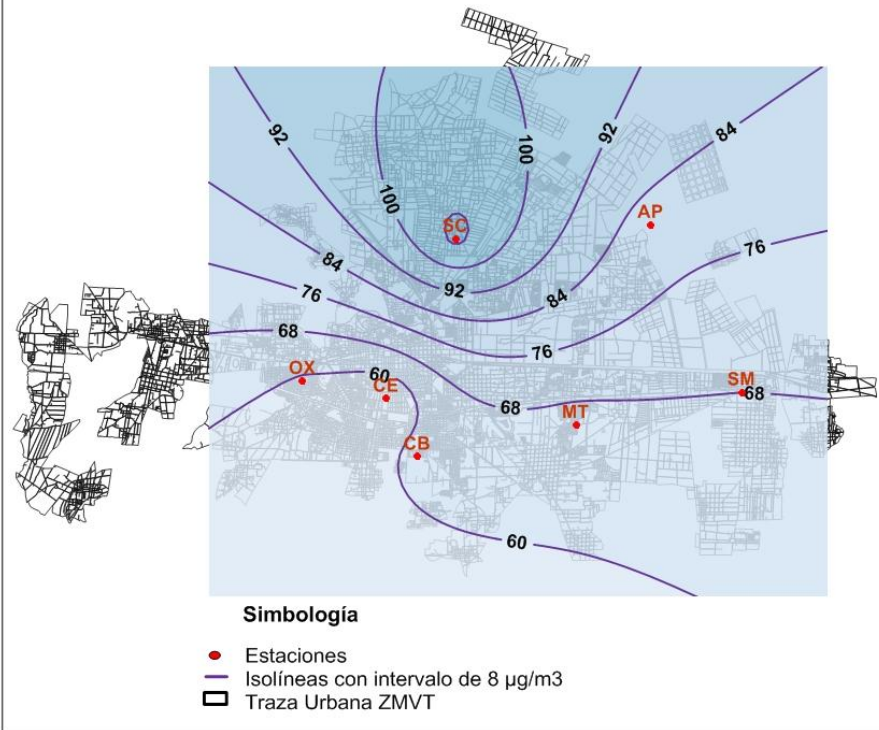 92
100
100
92
84
SC
AP
76
84
92
84
76
68
76
OX
60
CE
SM
68
68
MT
CB
60
Simbología
Estaciones
Isolíneas con intervalo de 8 µg/m3
Traza Urbana ZMVT